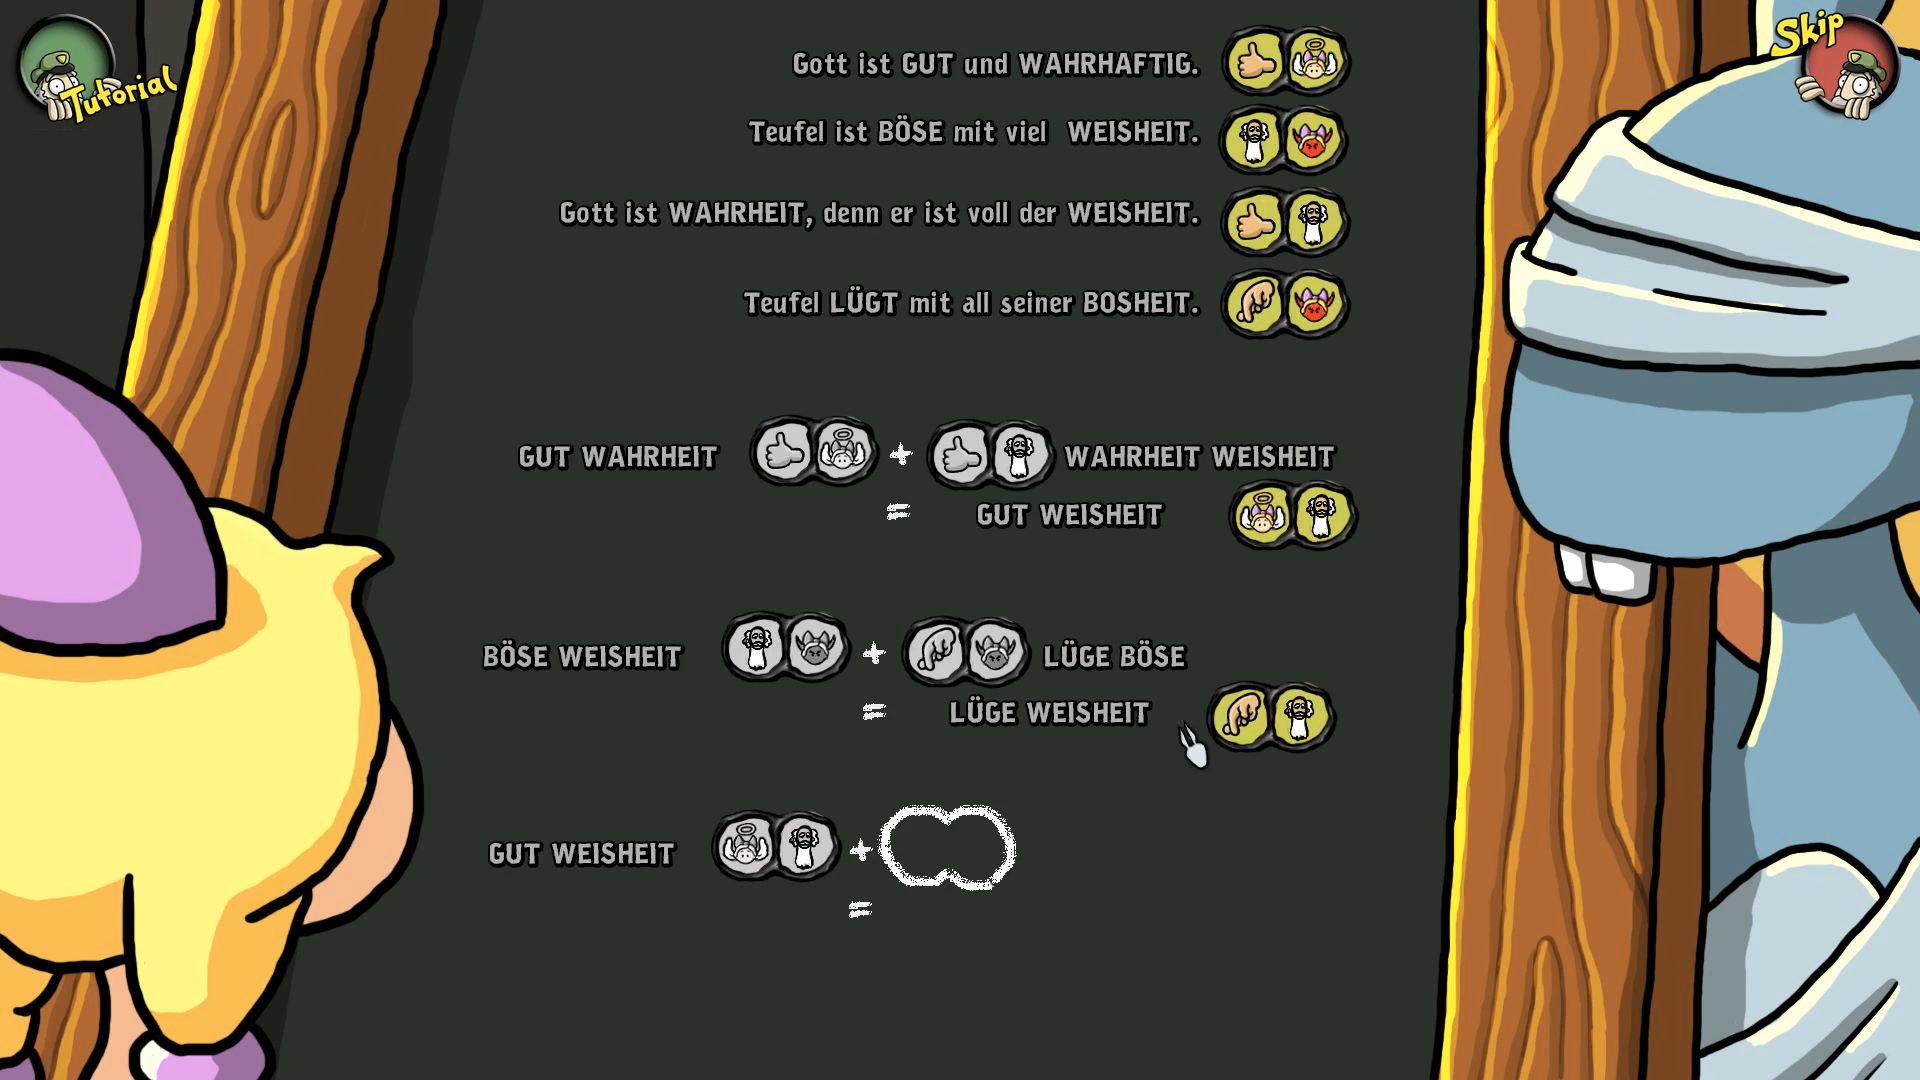 Tutorial
Skip
Gott ist GUT und WAHRHAFTIG.
Teufel ist BÖSE mit viel WEISHEIT.
Gott ist WAHRHEIT, denn er ist voll der WEISHEIT.
Teufel LÜGT mit all seiner BOSHEIT.
GUT WAHRHEIT + WAHRHEIT WEISHEIT
= GUT WEISHEIT
BÖSE WEISHEIT + LÜGE BÖSE
= LÜGE WEISHEIT
GUT WEISHEIT +
=